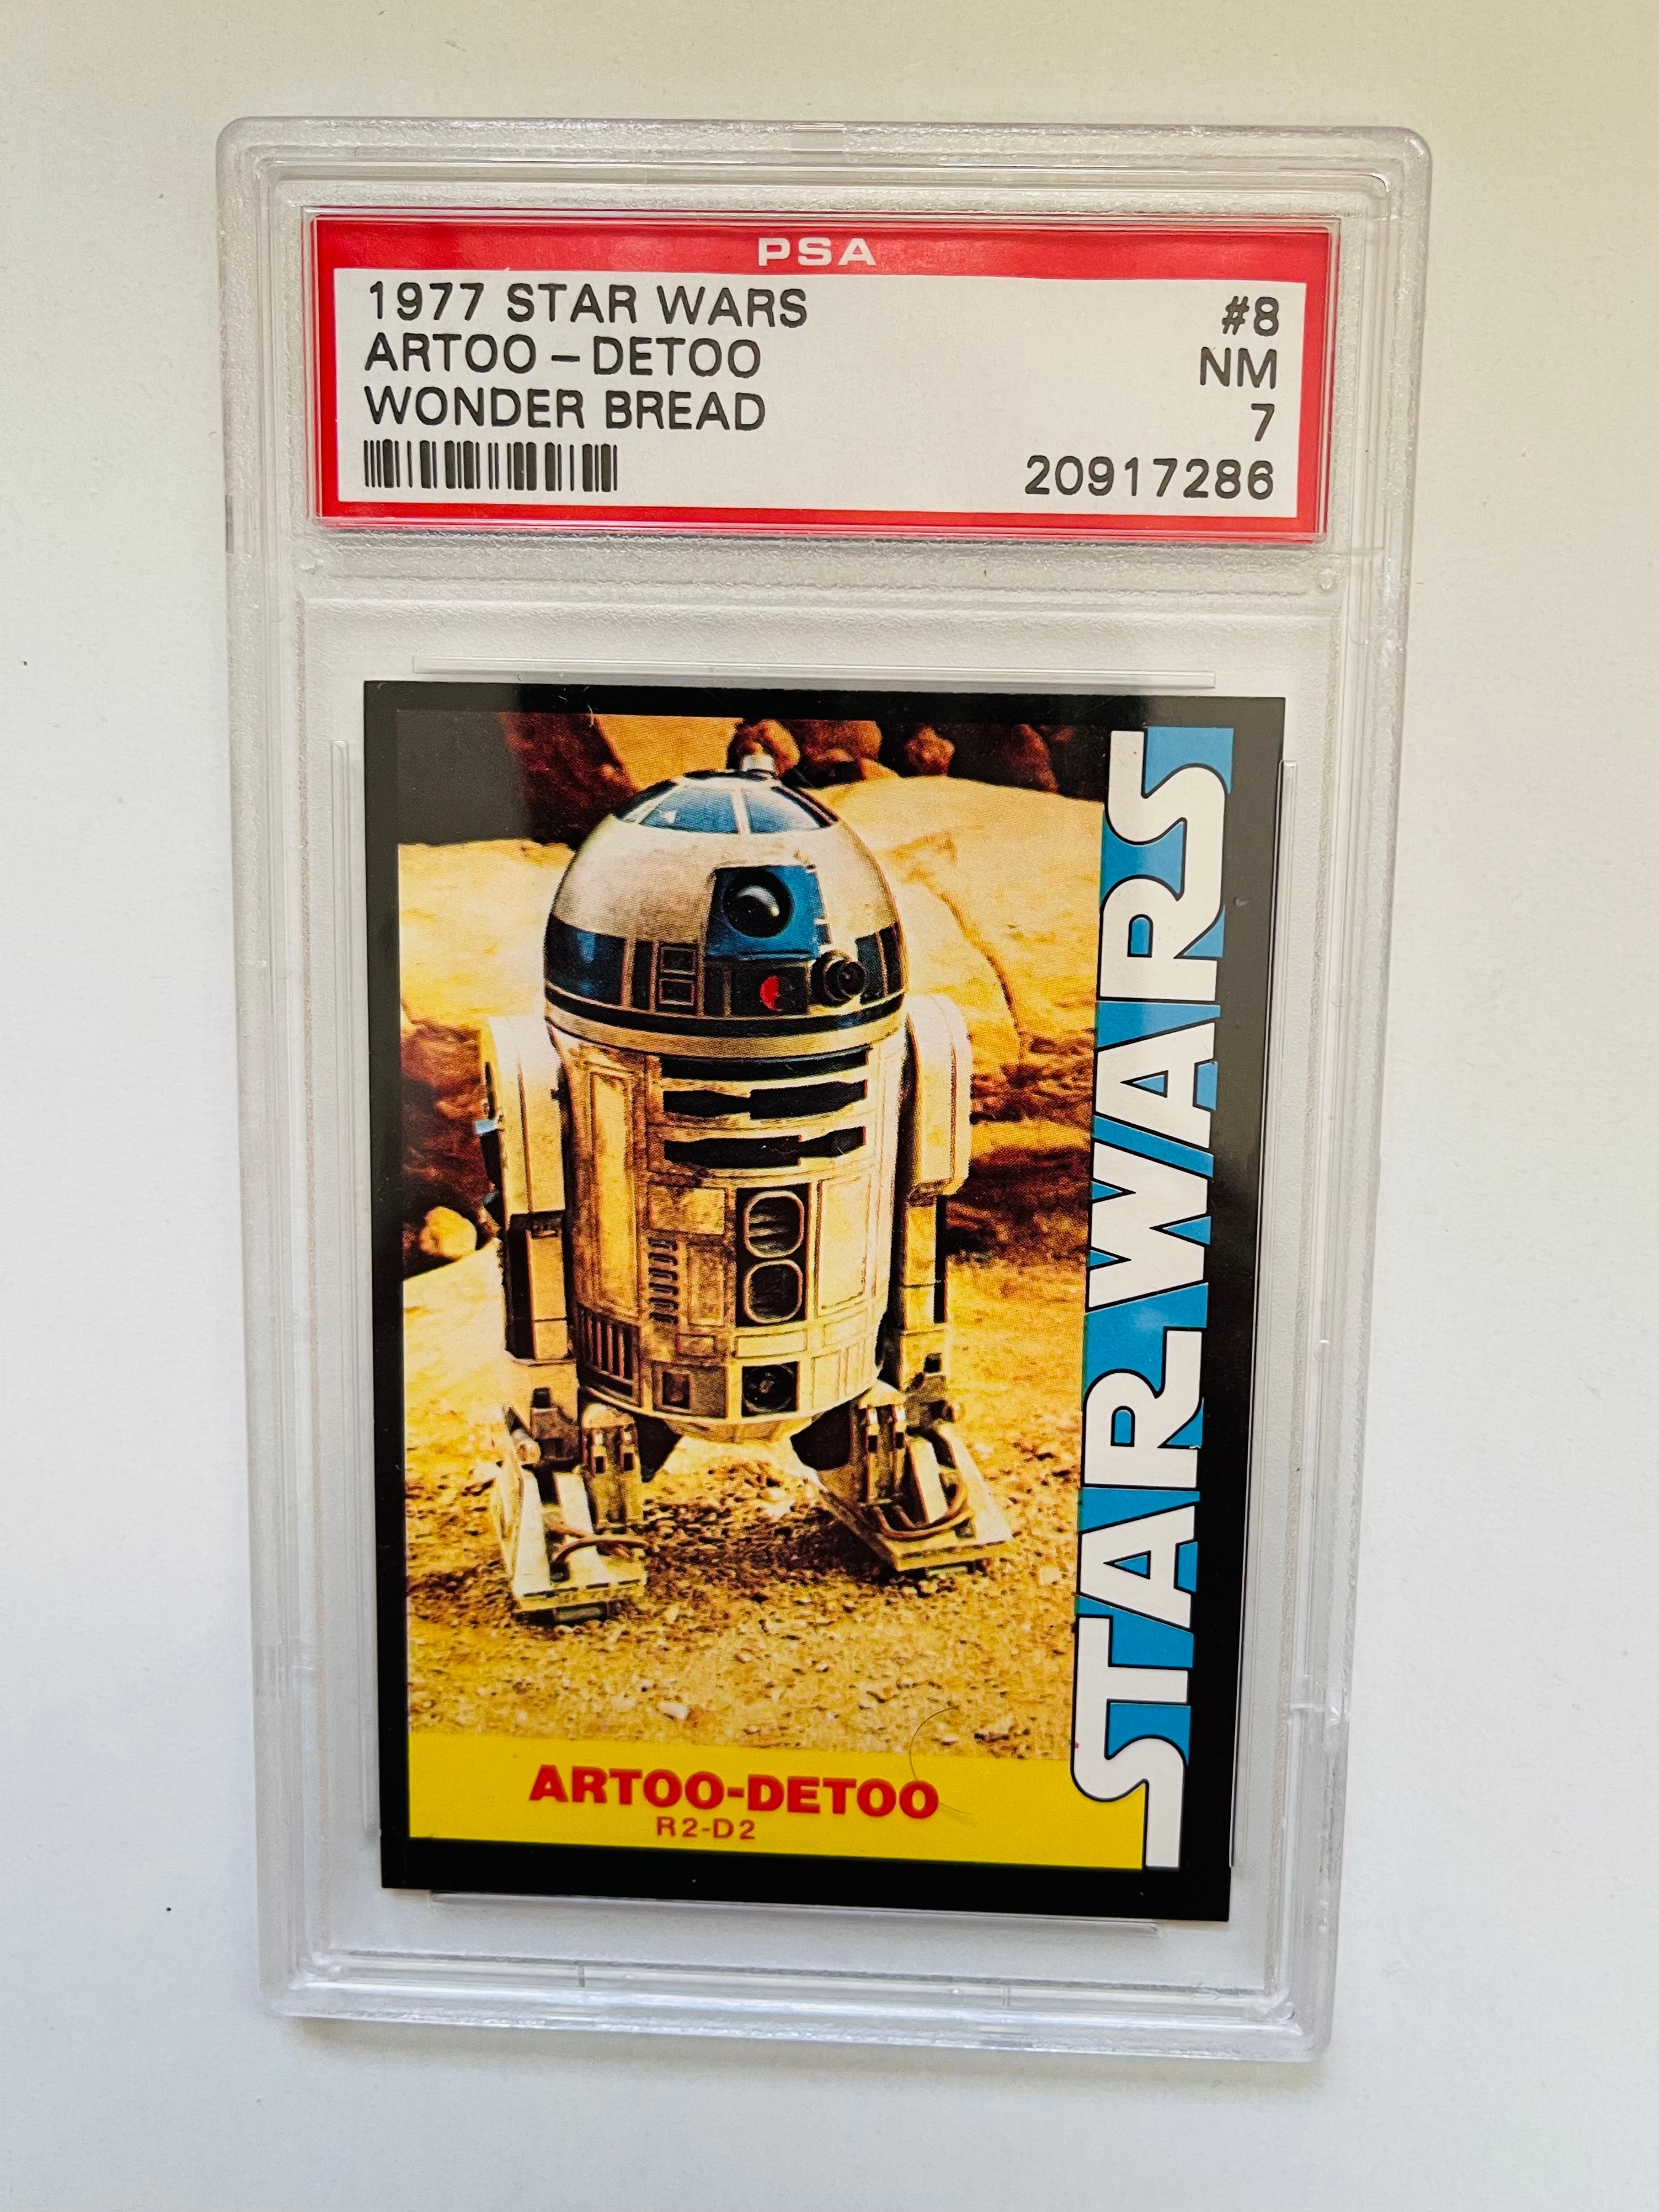 PSA
1977 STAR WARS #8
ARTOO-DETOO NM
WONDER BREAD 7
20917286
STAR WARS
ARTOO-DETOO
R2-D2